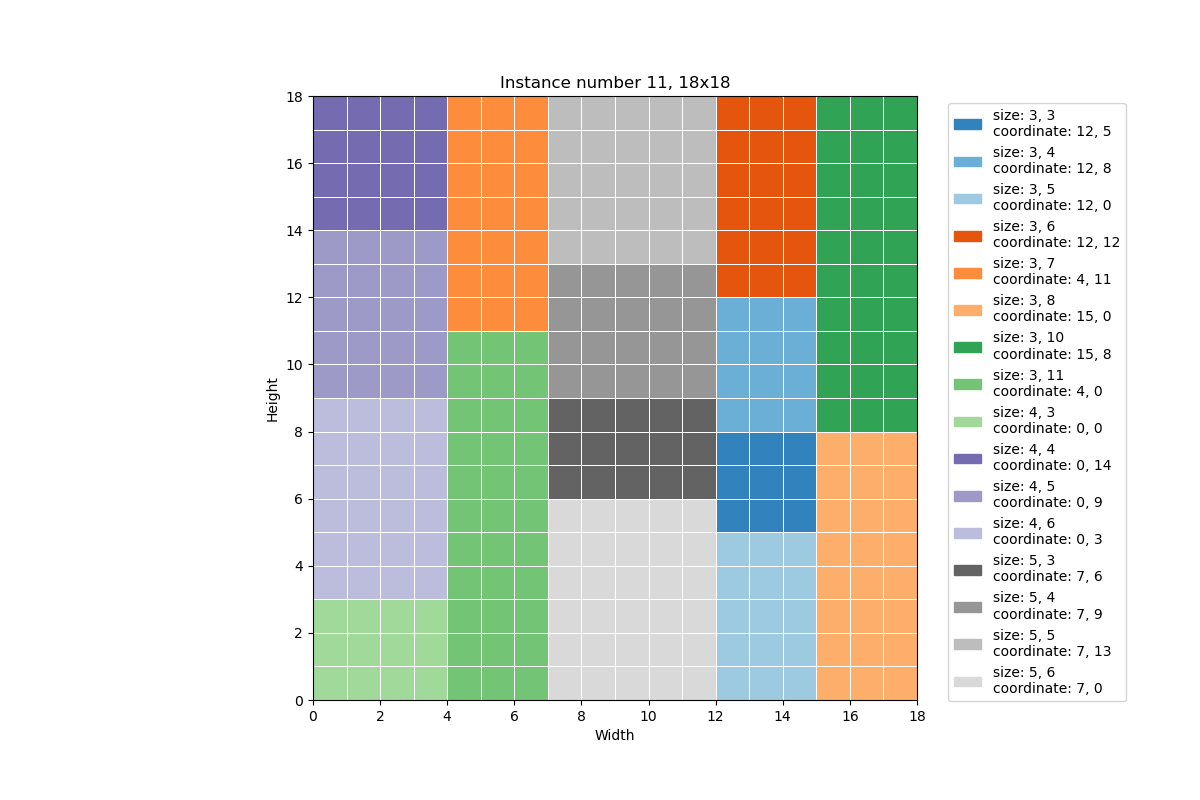 Instance number 11, 18x18
18
16
14
12
10
8
6
4
2
0
Height
0 2 4 6 8 10 12 14 16 18
Width
size: 3, 3
coordinate: 12, 5
size: 3, 4
coordinate: 12, 8
size: 3, 5
coordinate: 12, 0
size: 3, 6
coordinate: 12, 12
size: 3, 7
coordinate: 4, 11
size: 3, 8
coordinate: 15, 0
size: 3, 10
coordinate: 15, 8
size: 3, 11
coordinate: 4, 0
size: 4, 3
coordinate: 0, 0
size: 4, 4
coordinate: 0, 14
size: 4, 5
coordinate: 0, 9
size: 4, 6
coordinate: 0, 3
size: 5, 3
coordinate: 7, 6
size: 5, 4
coordinate: 7, 9
size: 5, 5
coordinate: 7, 13
size: 5, 6
coordinate: 7, 0